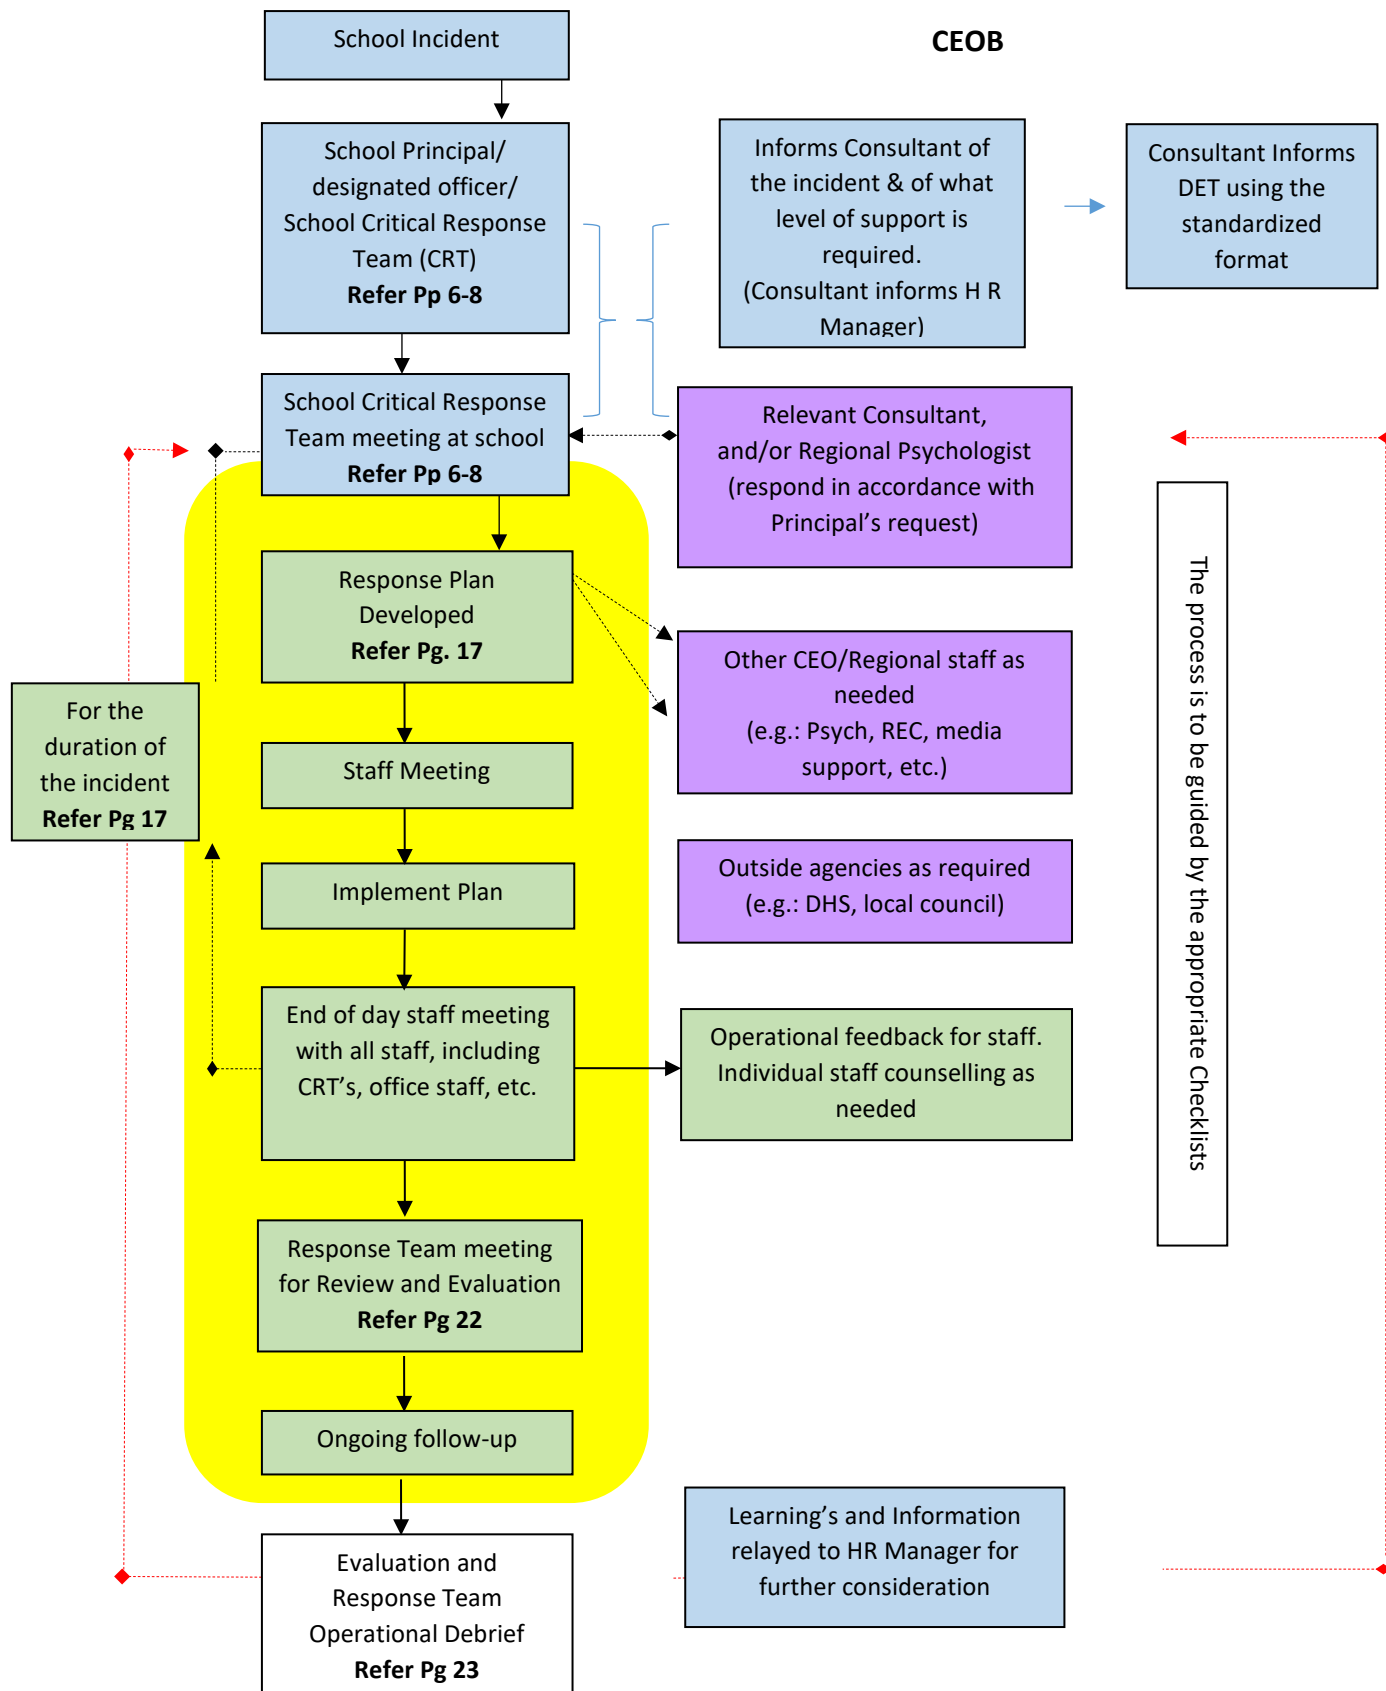 School Incident
CEOB
School Principal/
designated officer/
School Critical Response
Team (CRT)
Refer Pp 6-8
Informs Consultant of
the incident & of what
level of support is
required.
(Consultant informs H R
Manager)
Consultant Informs
DET using the
standardized
format
School Critical Response
Team meeting at school
Refer Pp 6-8
Relevant Consultant,
and/or Regional Psychologist
(respond in accordance with
Principal’s request)
Response Plan
Developed
Refer Pg. 17
Other CEO/Regional staff as
needed
(e.g.: Psych, REC, media
support, etc.)
For the
duration of
the incident
Refer Pg 17
Staff Meeting
Implement Plan
Outside agencies as required
(e.g.: DHS, local council)
The process is to be guided by the appropriate Checklists
End of day staff meeting
with all staff, including
CRT’s, office staff, etc.
Operational feedback for staff.
Individual staff counselling as
needed
Response Team meeting
for Review and Evaluation
Refer Pg 22
Ongoing follow-up
Learning’s and Information
relayed to HR Manager for
further consideration
Evaluation and
Response Team
Operational Debrief
Refer Pg 23